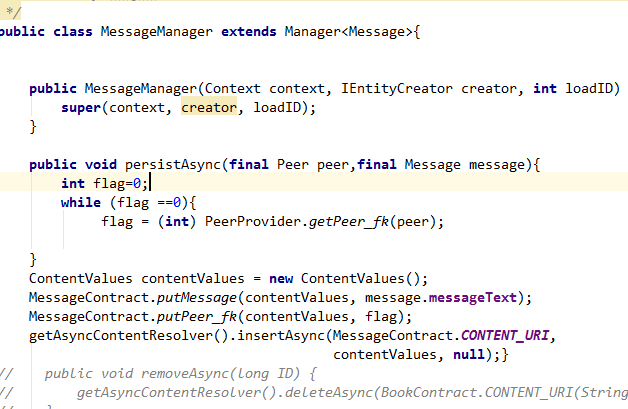 */
public class MessageManager extends Manager<Message>{
public MessageManager(Context context, IEntityCreator creator, int loadID)
super(context, creator, loadID);
}
public void persistAsync(final Peer peer,final Message message){
int flag=0;
while (flag ==0){
flag = (int) PeerProvider.getPeer_fk(peer);
}
ContentValues contentValues = new ContentValues();
MessageContract.putMessage(contentValues, message.messageText);
MessageContract.putPeer_fk(contentValues, flag);
getAsyncContentResolver().insertAsync(MessageContract.CONTENT_URI,
contentValues, null);}
// public void removeAsync(long ID) {
// getAsyncContentResolver().deleteAsync(BookContract.CONTENT_URI(String